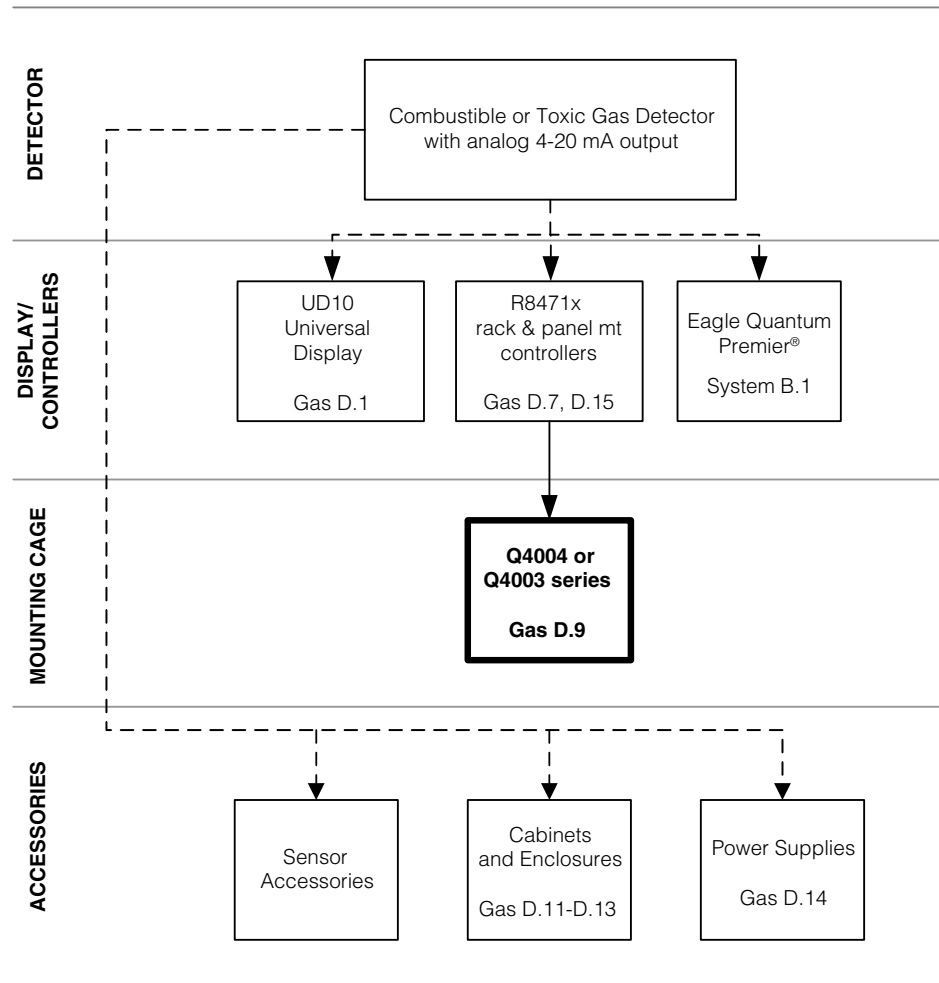 DETECTOR
Combustible or Toxic Gas Detector
with analog 4-20 mA output
DISPLAY/
CONTROLLERS
UD10
Universal
Display
Gas D.1
R8471x
rack & panel mt
controllers
Gas D.7, D.15
Eagle Quantum
Premier®
System B.1
MOUNTING CAGE
Q4004 or
Q4003 series
Gas D.9
ACCESSORIES
Sensor
Accessories
Cabinets
and Enclosures
Gas D.11-D.13
Power Supplies
Gas D.14